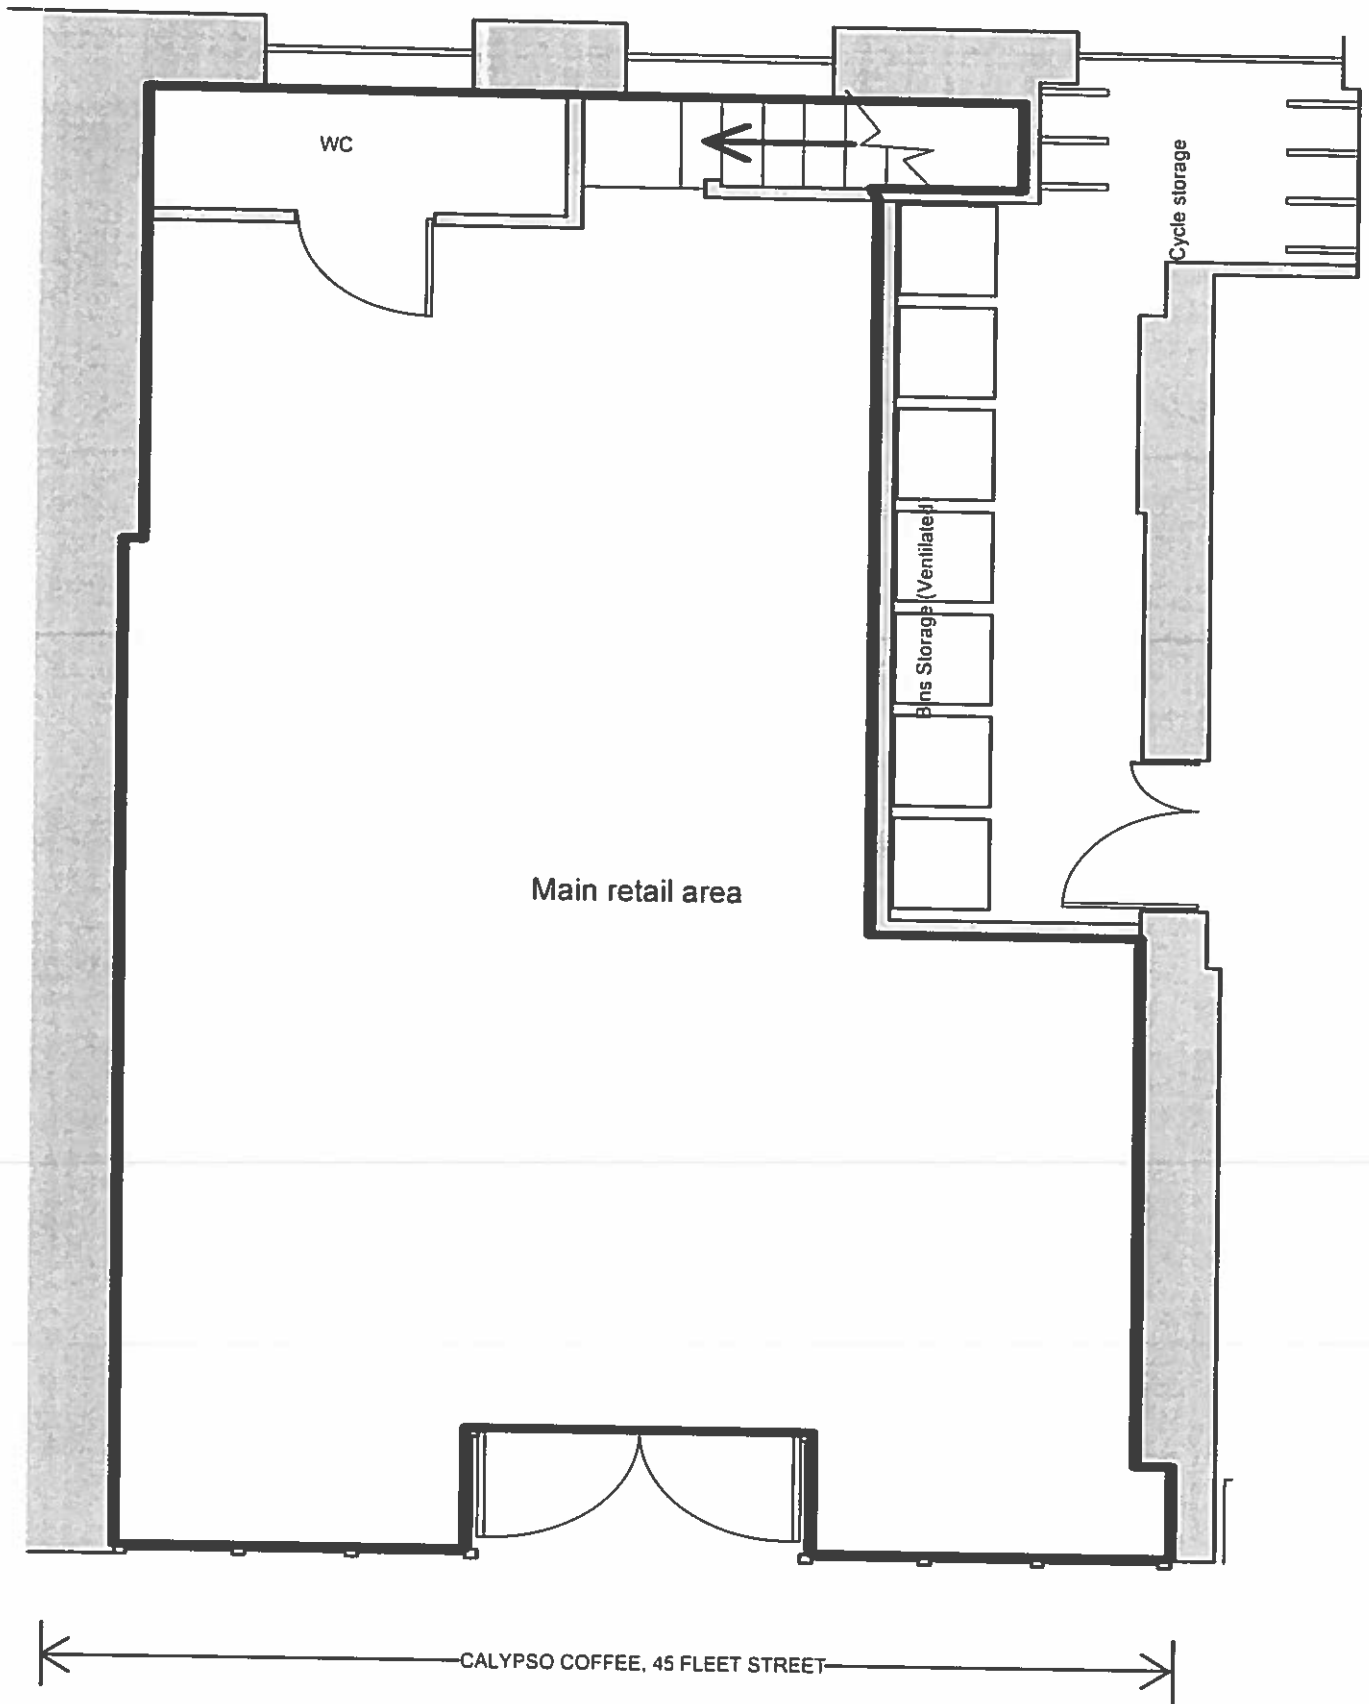 WC
Cycle storage
Bins Storage (Ventilated
Main retail area
CALYPSO COFFEE, 45 FLEET STREET